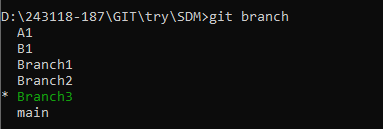 D:\243118-187\GIT\try\SDM>git branch
A1
B1
Branch1
Branch2
* Branch3
main